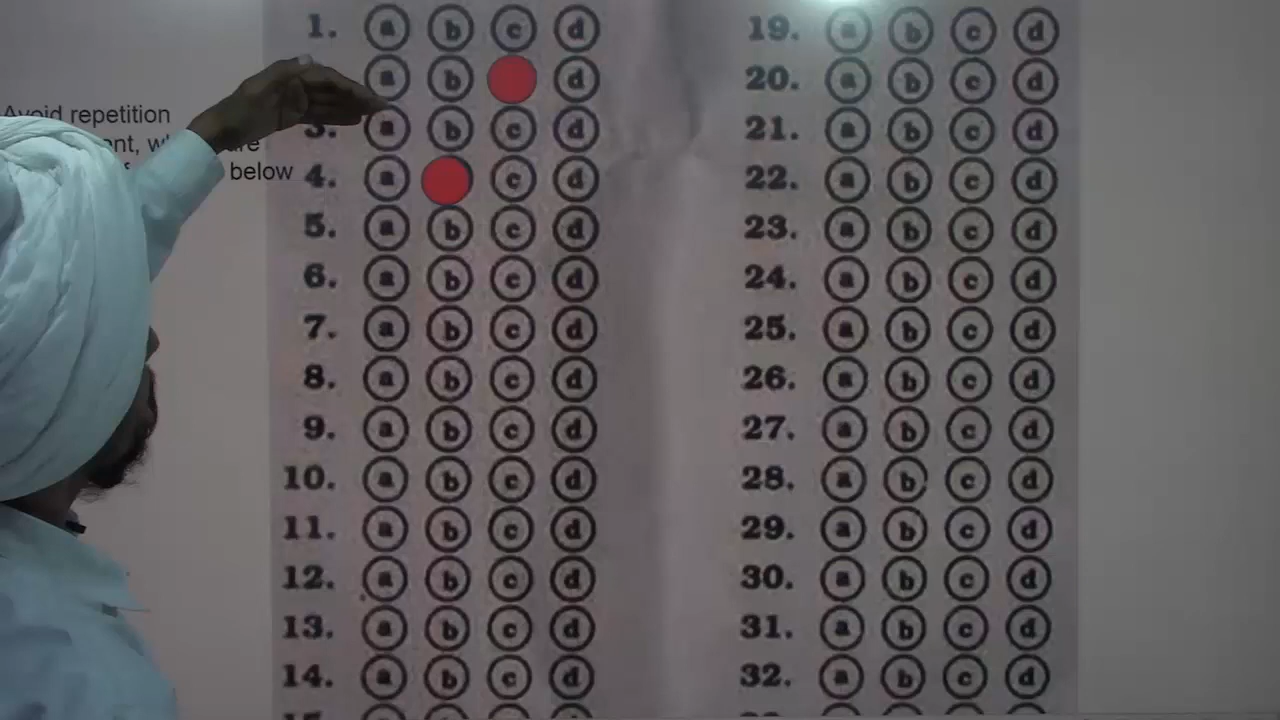 Avoid repetition
below
1. a b c d
a b d
3. a b c d
4. a c d
5. a b c d
6. a b c d
7. a b c d
8. a b c d
9. a b c d
10. a b c d
11. a b c d
12. a b c d
13. a b c d
14. a b c d
19. a b c d
20. a b c d
21. a b c d
22. a b c d
23. a b c d
24. a b c d
25. a b c d
26. a b c d
27. a b c d
28. a b c d
29. a b c d
30. a b c d
31. a b c d
32. a b c d